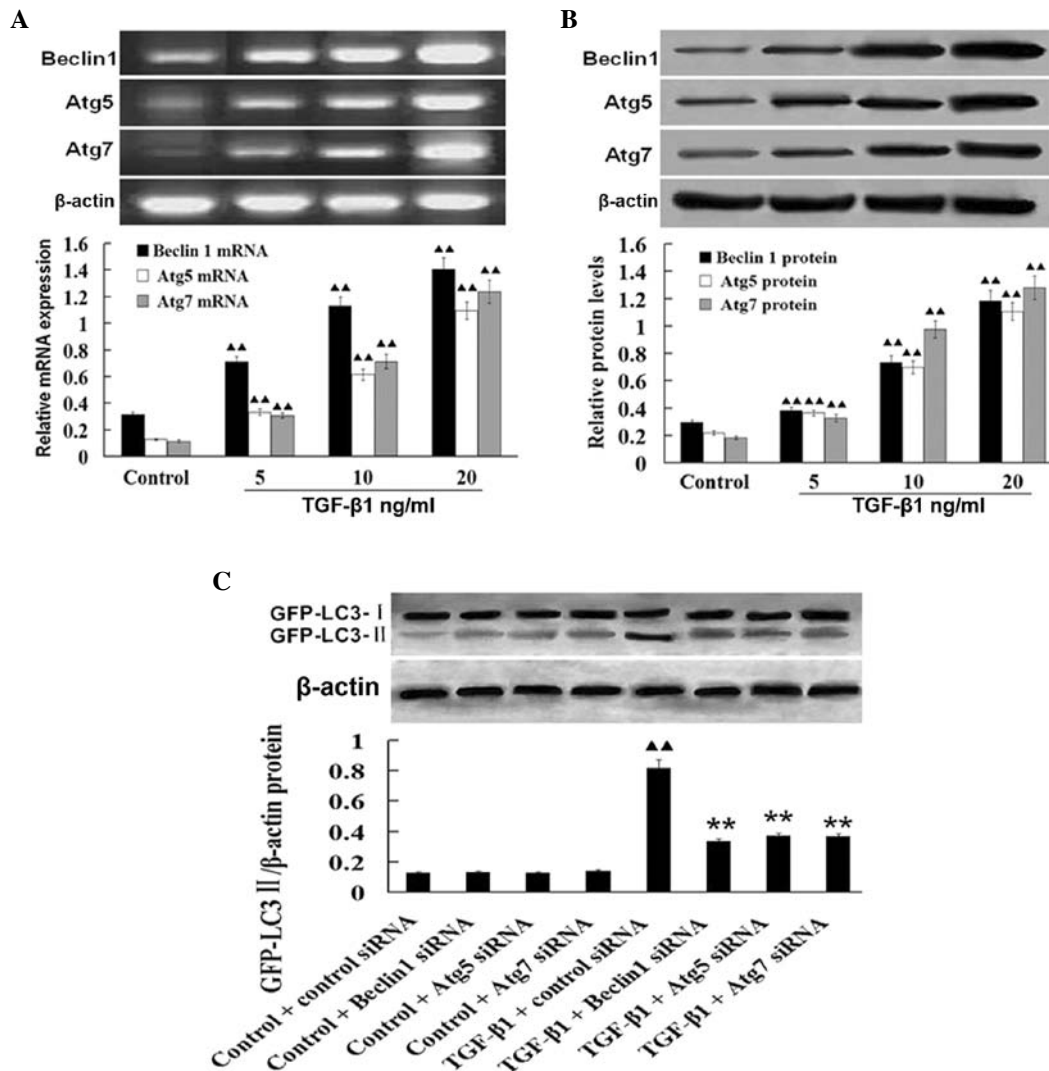 A
Beclin1
Atg5
Atg7
β-actin
Relative mRNA expression
1.6
1.4
1.2
1
0.8
0.6
0.4
0.2
0
Beclin 1 mRNA
Atg5 mRNA
Atg7 mRNA
▲▲ ▲▲ ▲▲
▲▲ ▲▲ ▲▲
▲▲ ▲▲ ▲▲
Control 5 10 20
TGF-β1 ng/ml
B
Beclin1
Atg5
Atg7
β-actin
Relative protein levels
1.6
1.4
1.2
1
0.8
0.6
0.4
0.2
0
Beclin 1 protein
Atg5 protein
Atg7 protein
▲▲ ▲▲ ▲▲
▲▲ ▲▲ ▲▲
▲▲ ▲▲ ▲▲
Control 5 10 20
TGF-β1 ng/ml
C
GFP-LC3-Ⅰ
GFP-LC3-Ⅱ
β-actin
GFP-LC3Ⅱ/β-actin protein
1
0.8
0.6
0.4
0.2
0
▲▲
** ** **
Control + control siRNA
Control + Beclin1 siRNA
Control + Atg5 siRNA
Control + Atg7 siRNA
TGF-β1 + control siRNA
TGF-β1 + Beclin1 siRNA
TGF-β1 + Atg5 siRNA
TGF-β1 + Atg7 siRNA